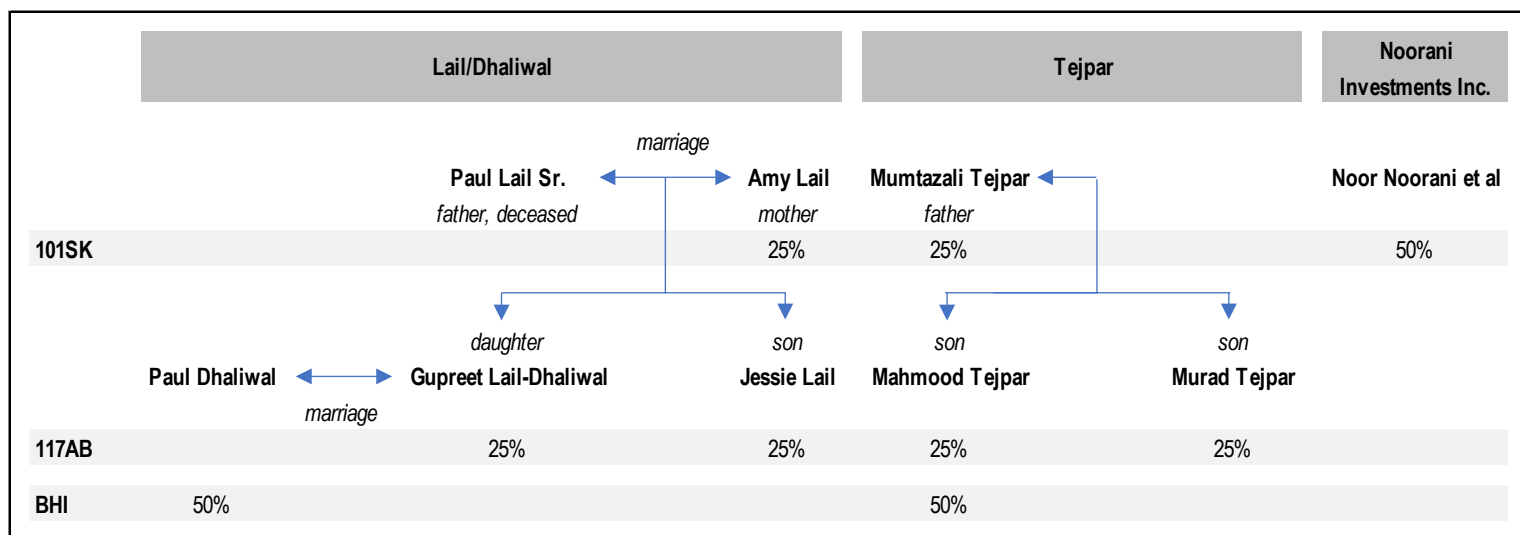 Lail/Dhaliwal Tejpar Noorani
Investments Inc.
marriage
Paul Lail Sr. Amy Lail Mumtazali Tejpar Noor Noorani et al
father, deceased mother father
101SK 25% 25% 50%
daughter son son son
Paul Dhaliwal Gupreet Lail-Dhaliwal Jessie Lail Mahmood Tejpar Murad Tejpar
marriage
117AB 25% 25% 25% 25%
BHI 50% 50%